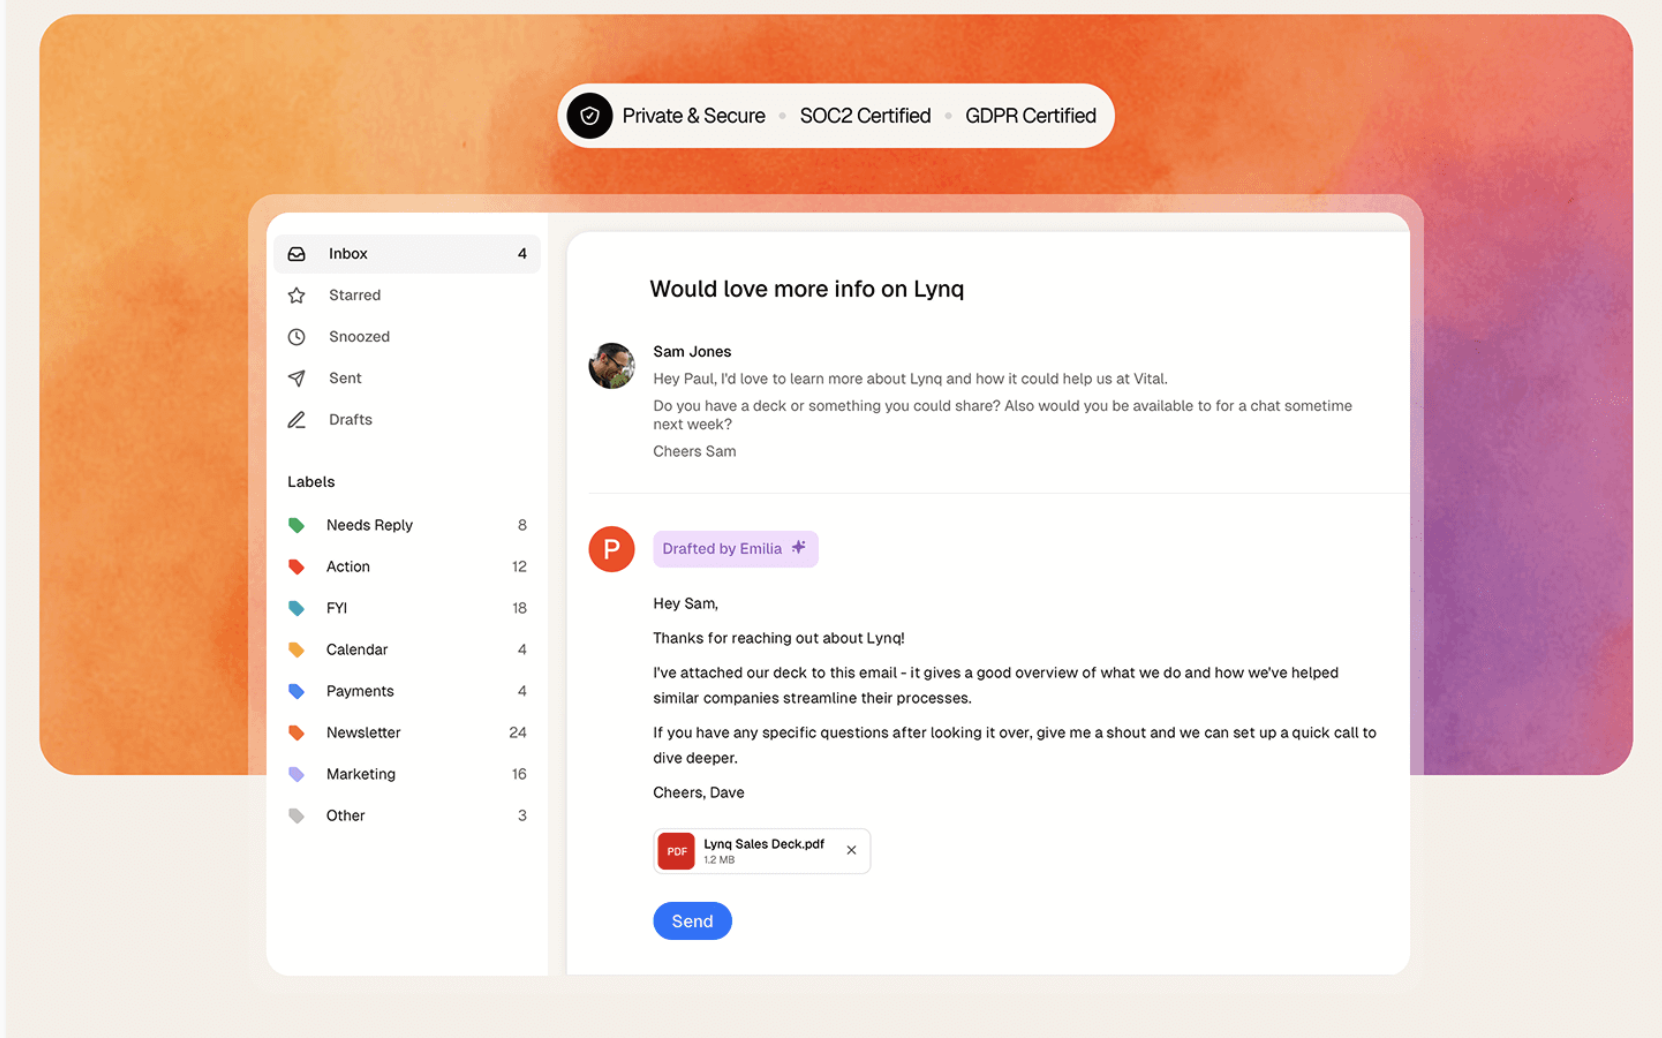 Private & Secure • SOC2 Certified • GDPR Certified
Inbox 4
Starred
Snoozed
Sent
Drafts
Labels
Needs Reply 8
Action 12
FYI 18
Calendar 4
Payments 4
Newsletter 24
Marketing 16
Other 3
Would love more info on Lynq
Sam Jones
Hey Paul, I'd love to learn more about Lynq and how it could help us at Vital.
Do you have a deck or something you could share? Also would you be available to for a chat sometime
next week?
Cheers Sam
P
Drafted by Emilia
Hey Sam,
Thanks for reaching out about Lynq!
I've attached our deck to this email - it gives a good overview of what we do and how we've helped
similar companies streamline their processes.
If you have any specific questions after looking it over, give me a shout and we can set up a quick call to
dive deeper.
Cheers, Dave
PDF
Lynq Sales Deck.pdf
1.2 MB
Send